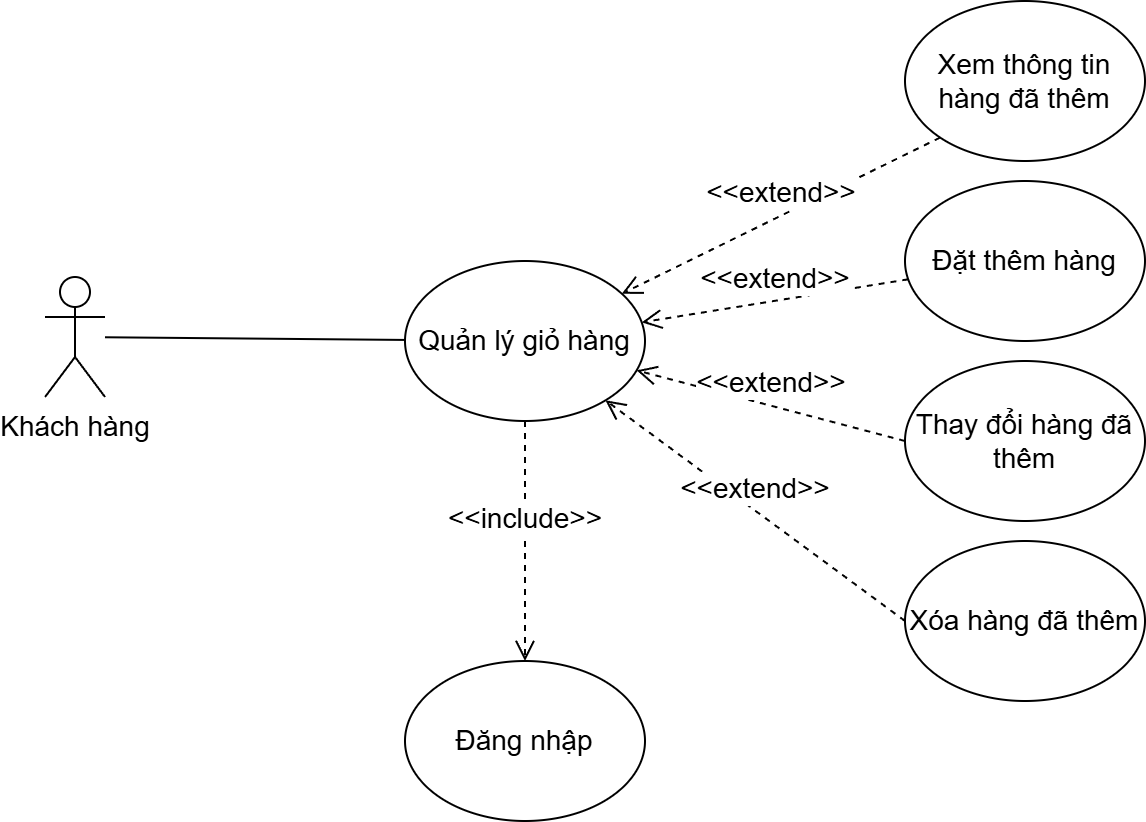 Xem thông tin
hàng đã thêm
<<extend>>
Đặt thêm hàng
<<extend>>
Quản lý giỏ hàng
<<extend>>
Khách hàng
Thay đổi hàng đã
thêm
<<extend>>
<<include>>
Xóa hàng đã thêm
Đăng nhập